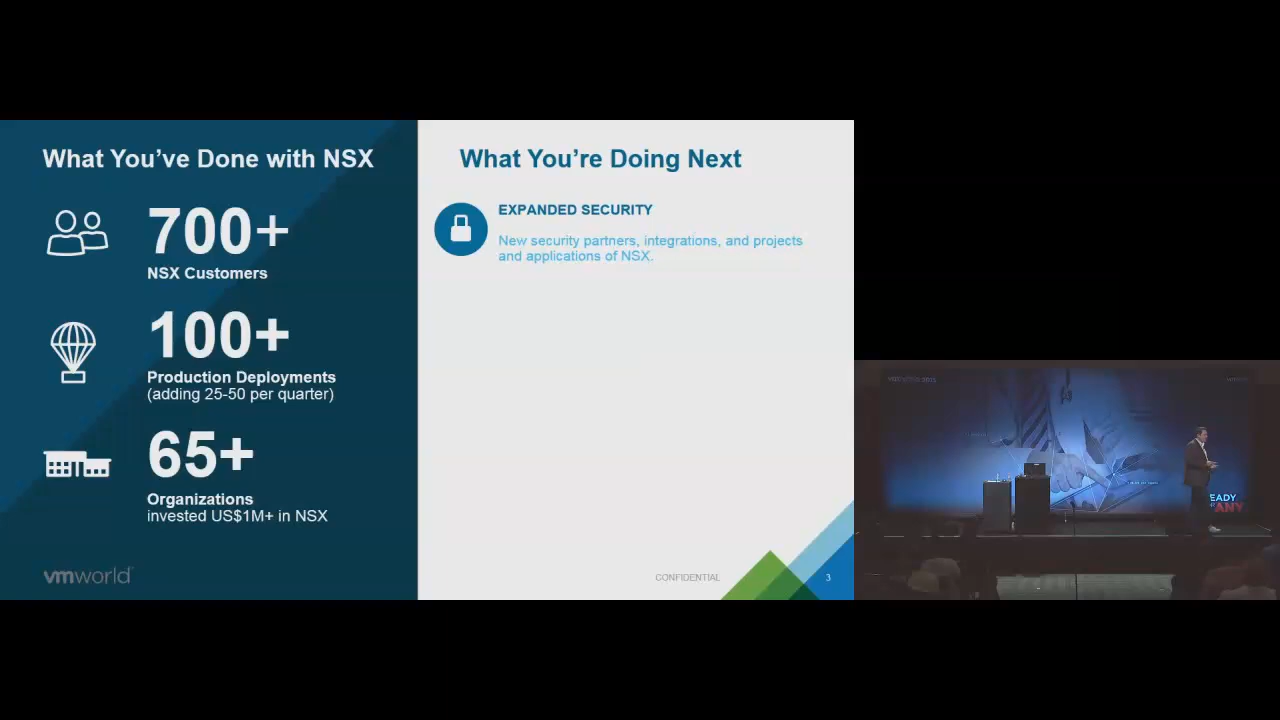 What You've Done with NSX
700+
NSX Customers
100+
Production Deployments
(adding 25-50 per quarter)
65+
Organizations
invested US$1M+ in NSX
vmworld
What You're Doing Next
EXPANDED SECURITY
New security partners, integrations, and projects
and applications of NSX.
CONFIDENTIAL
3
EADY
ANY